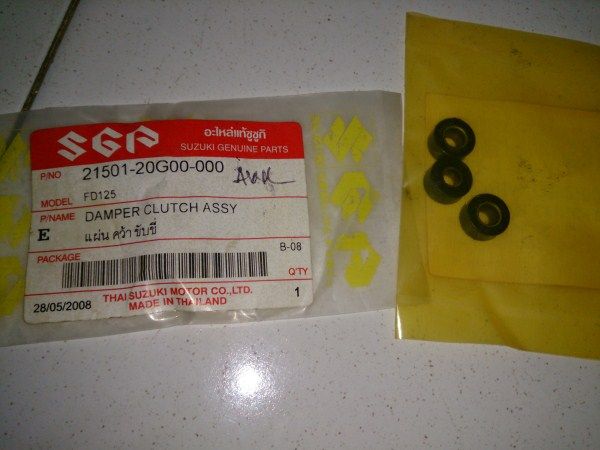 SGP
อะไหล่แท้ซูซูกิ
SUZUKI GENUINE PARTS
P/NO 21501-20G00-000
MODEL FD125
P/NAME DAMPER CLUTCH ASSY
E แผ่น คว้า ขับขี่
PACKAGE B-08
Q'TY
28/05/2008 1
THAI SUZUKI MOTOR CO.,LTD.
MADE IN THAILAND
SGP